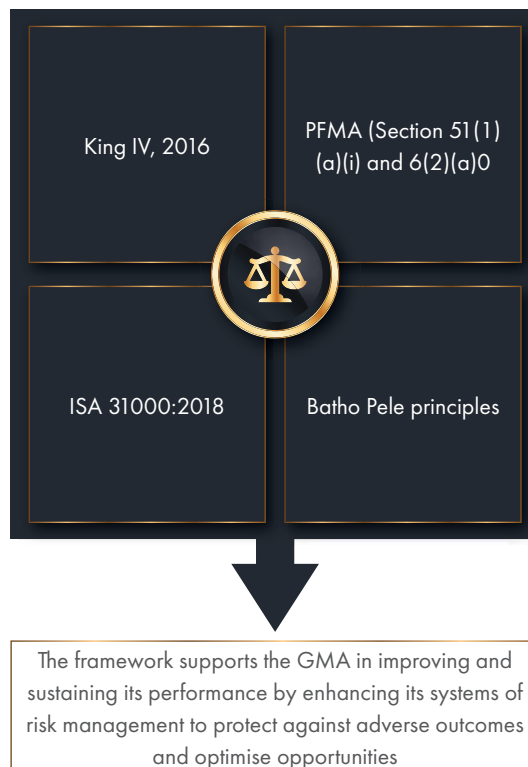 King IV, 2016
PFMA (Section 51(1)
(a)(i) and 6(2)(a)0
ISA 31000:2018
Batho Pele principles
The framework supports the GMA in improving and
sustaining its performance by enhancing its systems of
risk management to protect against adverse outcomes
and optimise opportunities